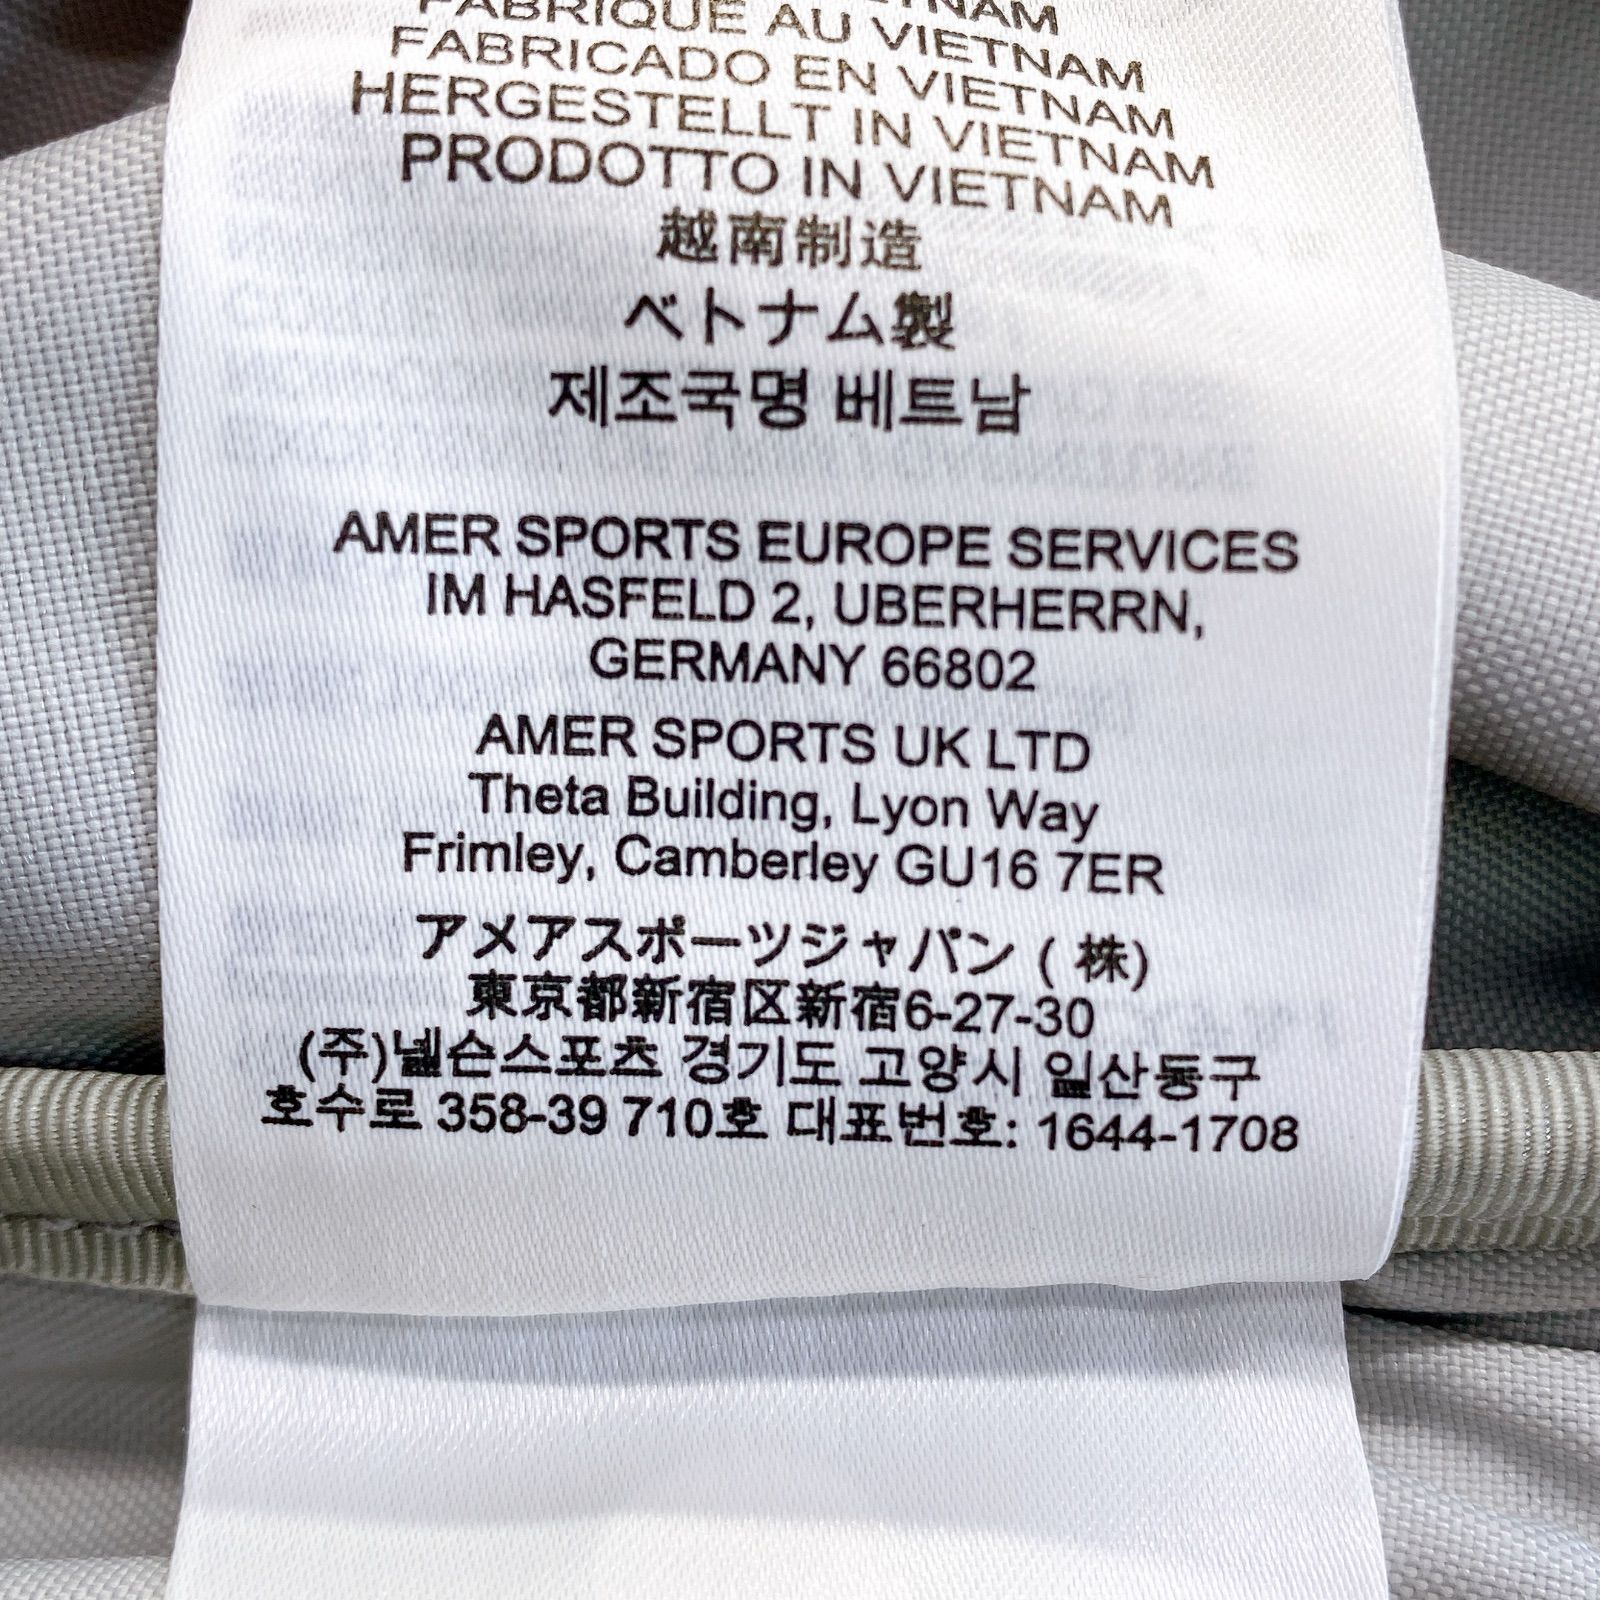 VIETNAM
FABRIQUE AU VIETNAM
FABRICADO EN VIETNAM
HERGESTELLT IN VIETNAM
PRODOTTO IN VIETNAM
越南制造
ベトナム製
제조국명 베트남
AMER SPORTS EUROPE SERVICES
IM HASFELD 2, UBERHERRN,
GERMANY 66802
AMER SPORTS UK LTD
Theta Building, Lyon Way
Frimley, Camberley GU16 7ER
アメアスポーツジャパン ( 株)
東京都新宿区新宿6-27-30
(주)넬슨스포츠 경기도 고양시 일산동구
호수로 358-39 710호 대표번호: 1644-1708